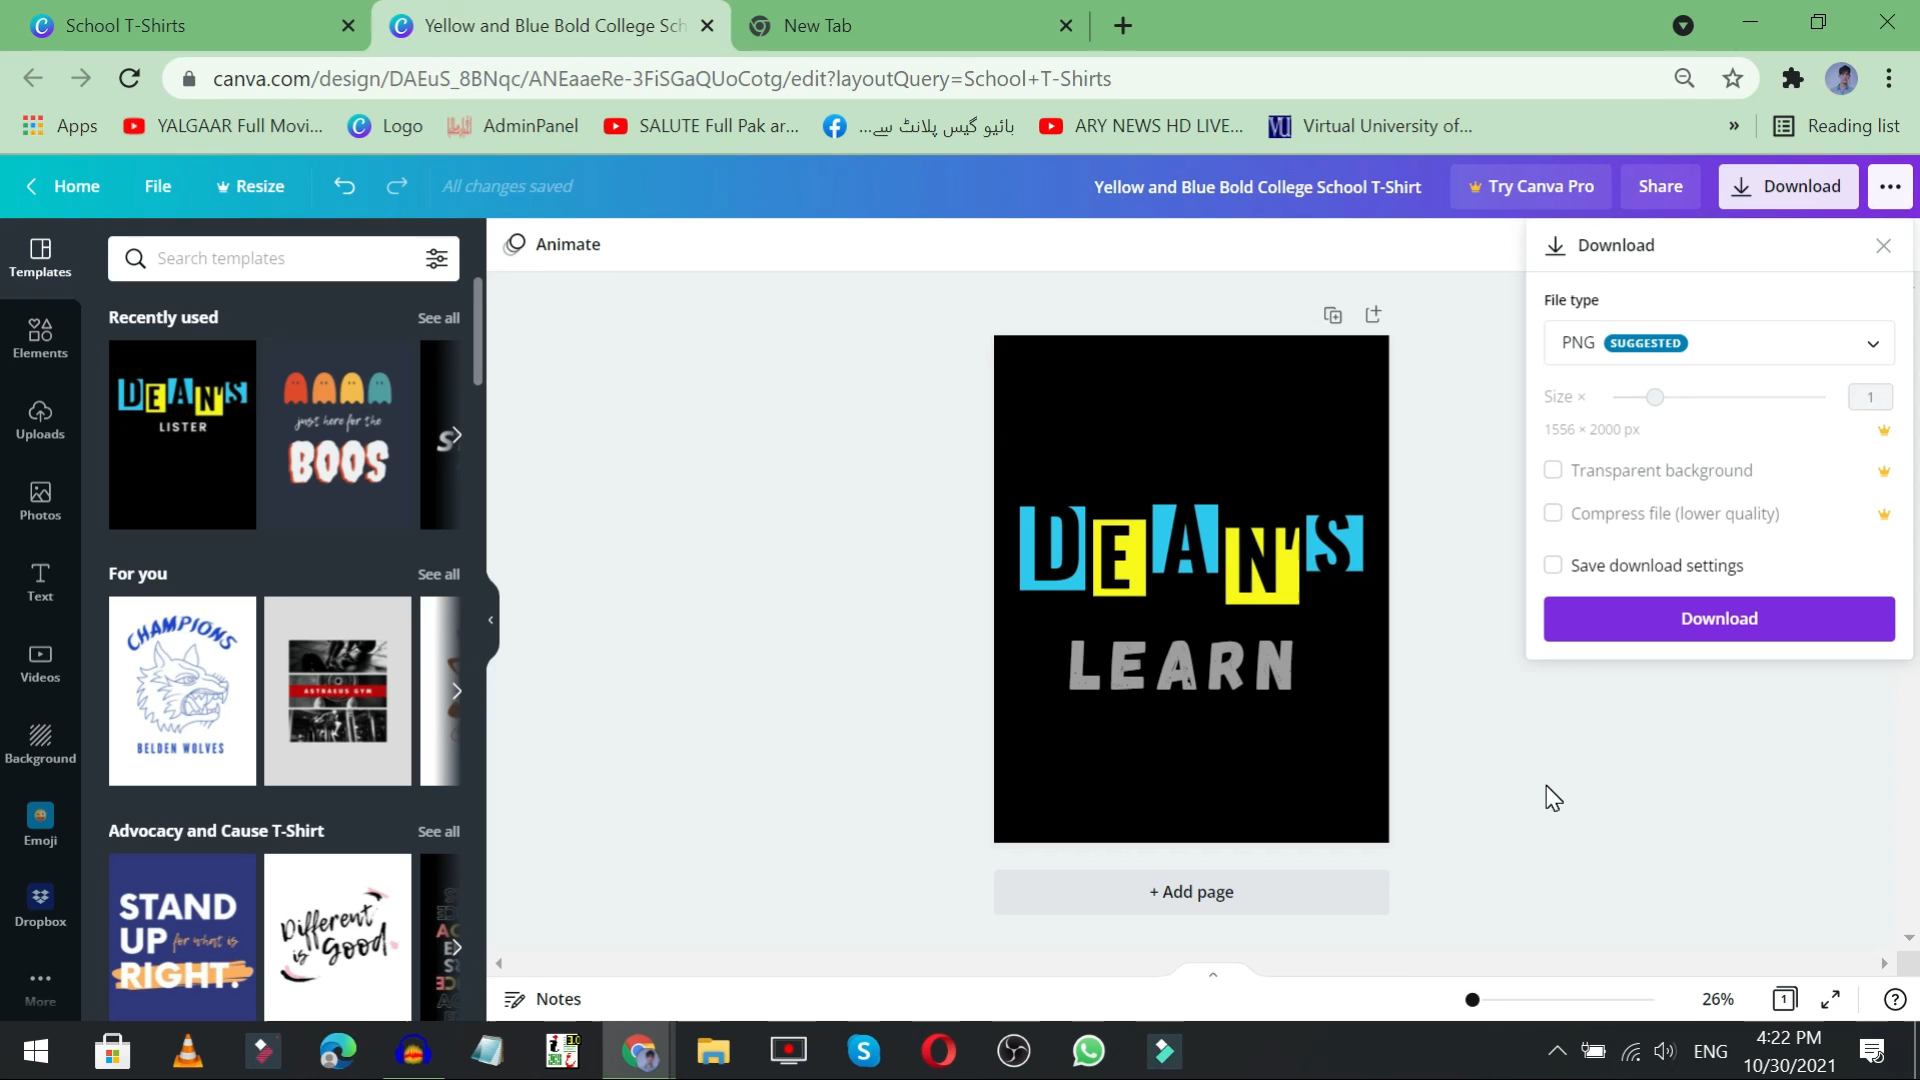 School T-Shirts
Yellow and Blue Bold College Sch
New Tab
canva.com/design/DAEuS_8BNqc/ANEaaeRe-3FiSGaQUoCotg/edit?layoutQuery=School+T-Shirts
Apps
YALGAAR Full Movi...
Logo
AdminPanel
SALUTE Full Pak ar...
بائیو گیس پلانٹ سے...
ARY NEWS HD LIVE...
Virtual University of...
»
Reading list
Home
File
Resize
All changes saved
Yellow and Blue Bold College School T-Shirt
Try Canva Pro
Share
Download
Templates
Elements
Uploads
Photos
Text
Videos
Background
Emoji
Dropbox
More
Search templates
Recently used
See all
DEAN'S
LISTER
just here for the
BOOS
For you
See all
CHAMPIONS
BELDEN WOLVES
ASTRAEUS GYM
Advocacy and Cause T-Shirt
See all
STAND
UP for what is
RIGHT.
Different
is good
Animate
DEAN'S
LEARN
+ Add page
Download
File type
PNG SUGGESTED
Size ×
1
1556 × 2000 px
Transparent background
Compress file (lower quality)
Save download settings
Download
Notes
26%
1
ENG
4:22 PM
10/30/2021